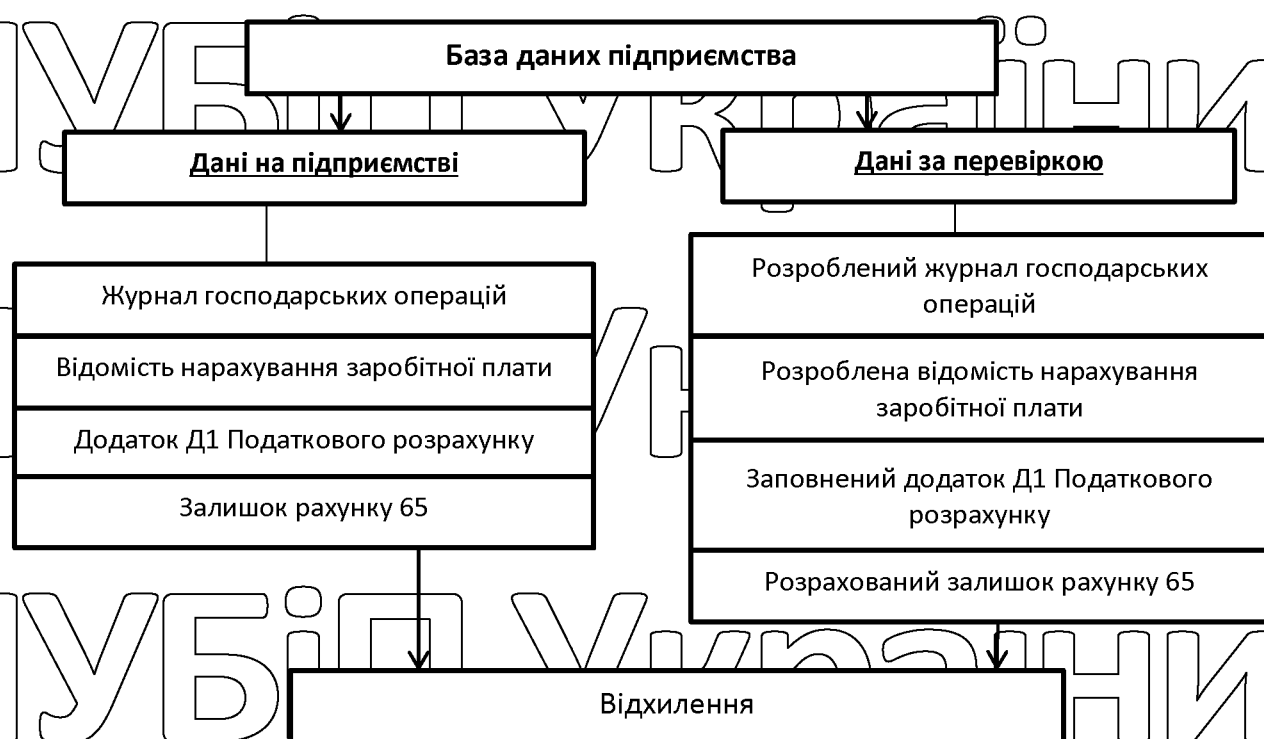 База даних підприємства
Дані на підприємстві
Дані за перевіркою
Журнал господарських операцій
Відомість нарахування заробітної плати
Додаток Д1 Податкового розрахунку
Залишок рахунку 65
Розроблений журнал господарських
операцій
Розроблена відомість нарахування
заробітної плати
Заповнений додаток Д1 Податкового
розрахунку
Розрахований залишок рахунку 65
Відхилення